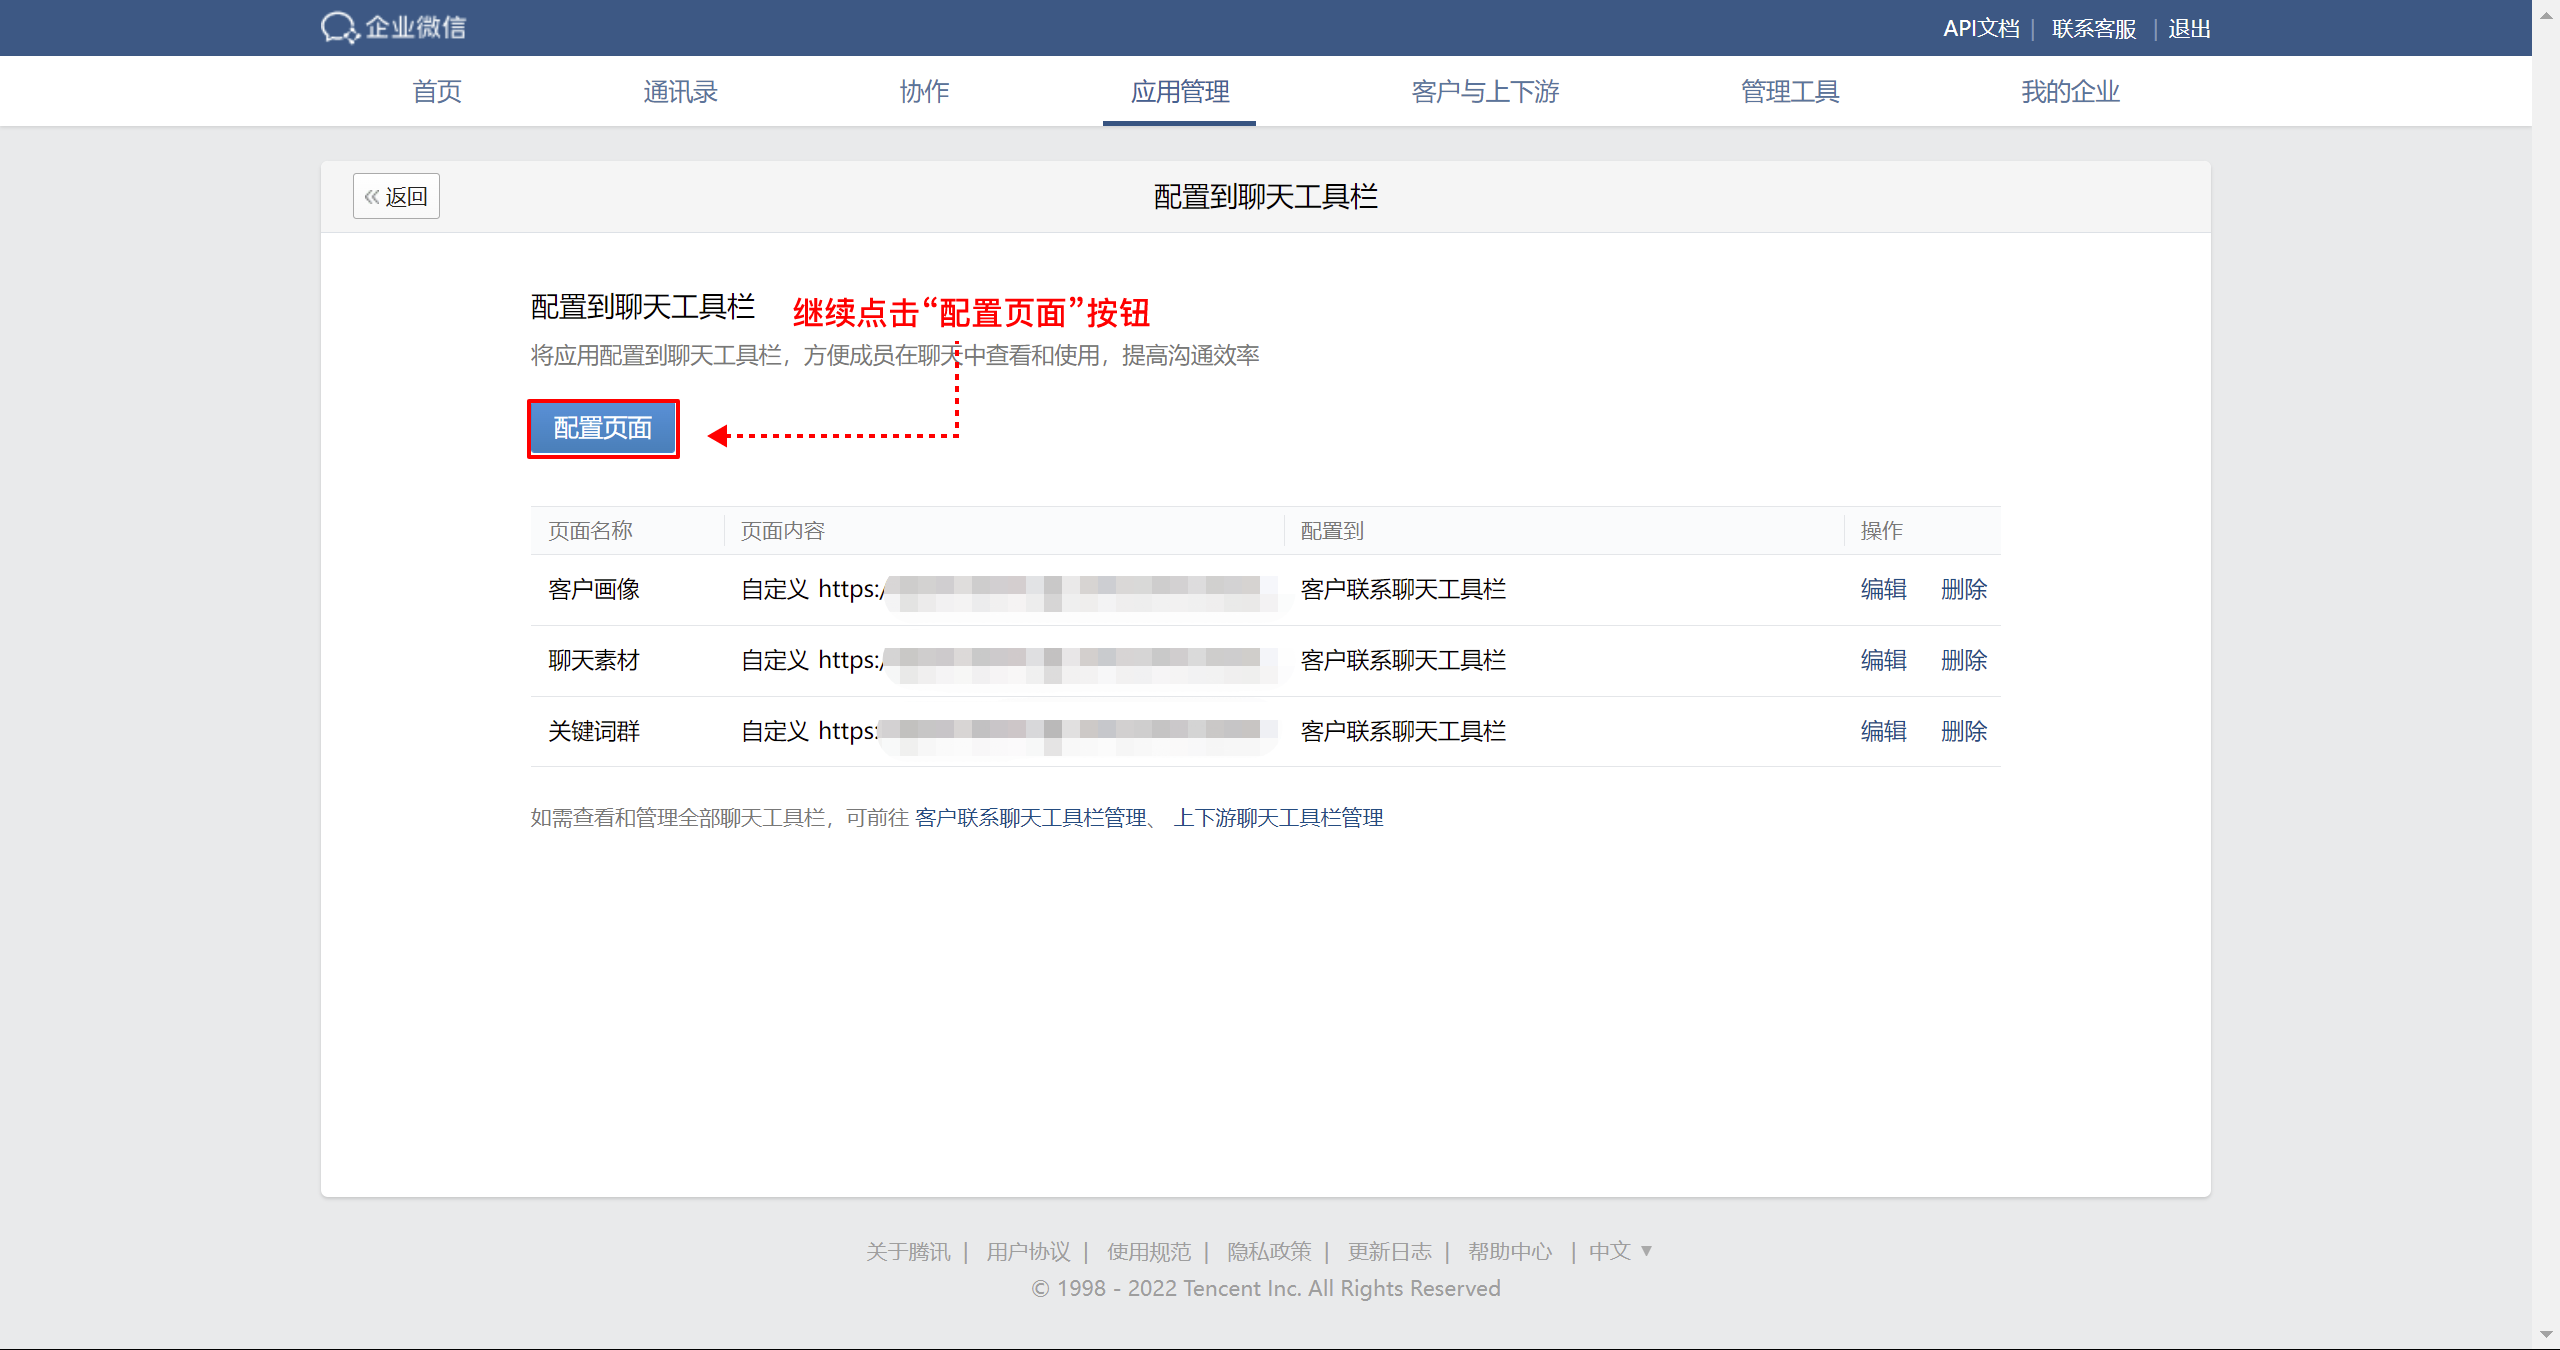 企业微信
API文档 | 联系客服 | 退出
首页 通讯录 协作 应用管理 客户与上下游 管理工具 我的企业
« 返回 配置到聊天工具栏
配置到聊天工具栏
继续点击“配置页面”按钮
将应用配置到聊天工具栏，方便成员在聊天中查看和使用，提高沟通效率
配置页面
页面名称 页面内容 配置到 操作
客户画像 自定义 https:/ 客户联系聊天工具栏 编辑 删除
聊天素材 自定义 https:/ 客户联系聊天工具栏 编辑 删除
关键词群 自定义 https: 客户联系聊天工具栏 编辑 删除
如需查看和管理全部聊天工具栏，可前往 客户联系聊天工具栏管理、 上下游聊天工具栏管理
关于腾讯 | 用户协议 | 使用规范 | 隐私政策 | 更新日志 | 帮助中心 | 中文 ▼
© 1998 - 2022 Tencent Inc. All Rights Reserved